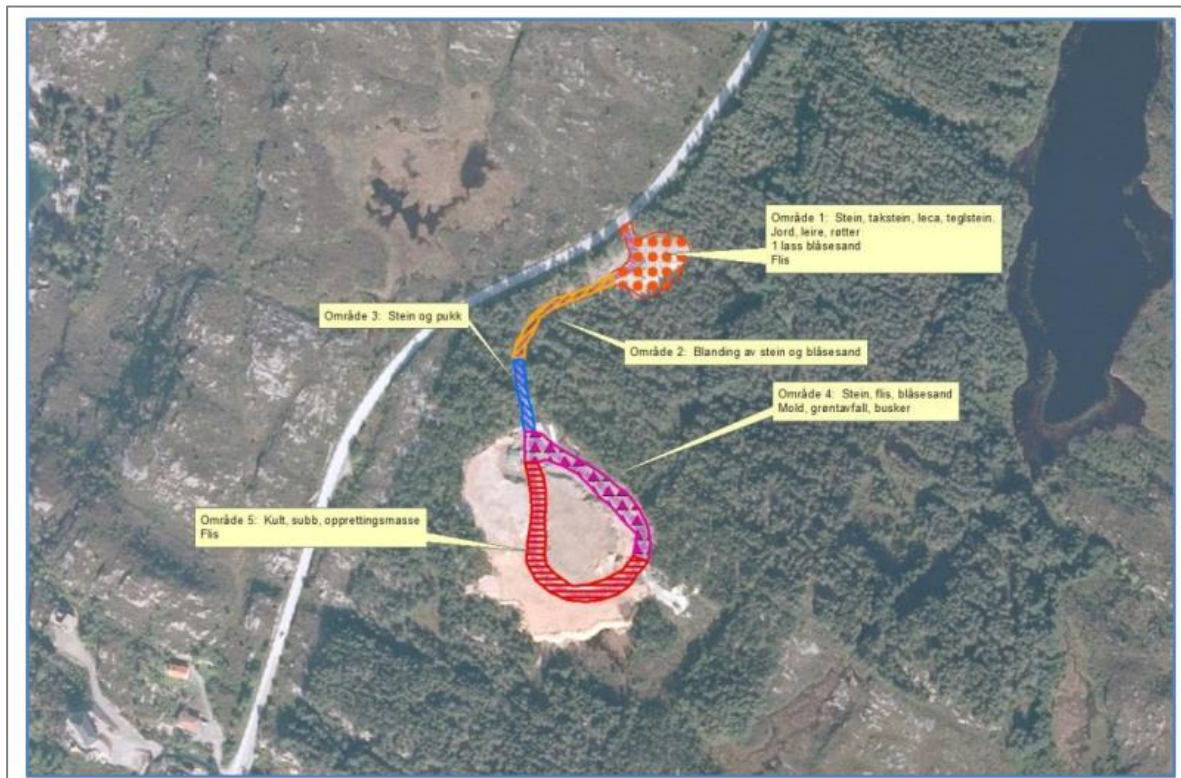 Område 1: Stein, takstein, leca, teglstein.
Jord, leire, røtter
1 lass blåsesand
Flis
Område 3: Stein og pukk
Område 2: Blanding av stein og blåsesand
Område 4: Stein, flis, blåsesand
Mold, grøntavfall, busker
Område 5: Kult, subb, opprettingsmasse
Flis